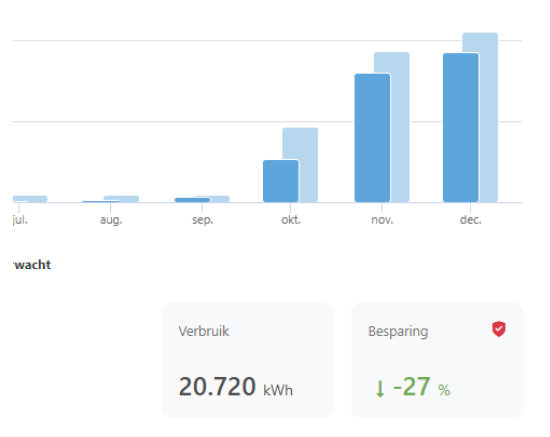 jul. aug. sep. okt. nov. dec.
rwacht
Verbruik Besparing
20.720 kWh ↓ -27 %